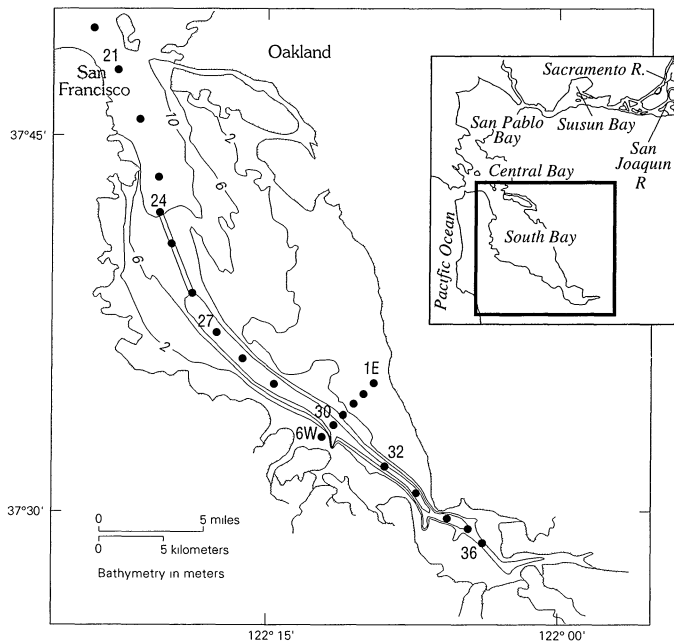 Oakland
21
San
Francisco
37°45'
10
2
6
24
6
2
27
1E
30
6W
32
37°30'
36
0
5 miles
0
5 kilometers
Bathymetry in meters
122° 15'
122° 00'
Sacramento R.
San Pablo
Bay
Suisun Bay
San
Joaquin
R
Central Bay
South Bay
Pacific Ocean